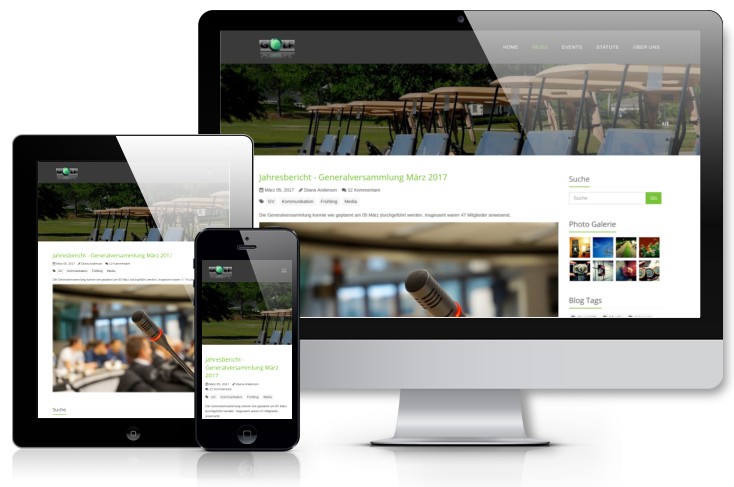 GOLF
HOME NEWS EVENTS STATUTE ÜBER UNS
Jahresbericht - Generalversammlung März 2017
März 05, 2017 Diana Anderson 12 Kommentare
GV Kommunikation Frühling Media
Die Generalversammlung konnte wie geplant am 05 März durchgeführt werden. Insgesamt waren 47 Mitglieder anwesend.
Suche
Suche GO
Photo Galerie
Blog Tags
GOLF
Jahresbericht - Generalversammlung März 2017
März 05, 2017 Diana Anderson 12 Kommentare
GV Kommunikation Frühling Media
Die Generalversammlung konnte wie geplant am 05 März durchgeführt werden. Insgesamt waren 47
Suche
GOLF
Jahresbericht -
Generalversammlung März
2017
März 05, 2017 Diana Anderson
12 Kommentare
GV Kommunikation Frühling Media
Die Generalversammlung konnte wie geplant am 05 März
durchgeführt werden. Insgesamt waren 47 Mitglieder
anwesend.